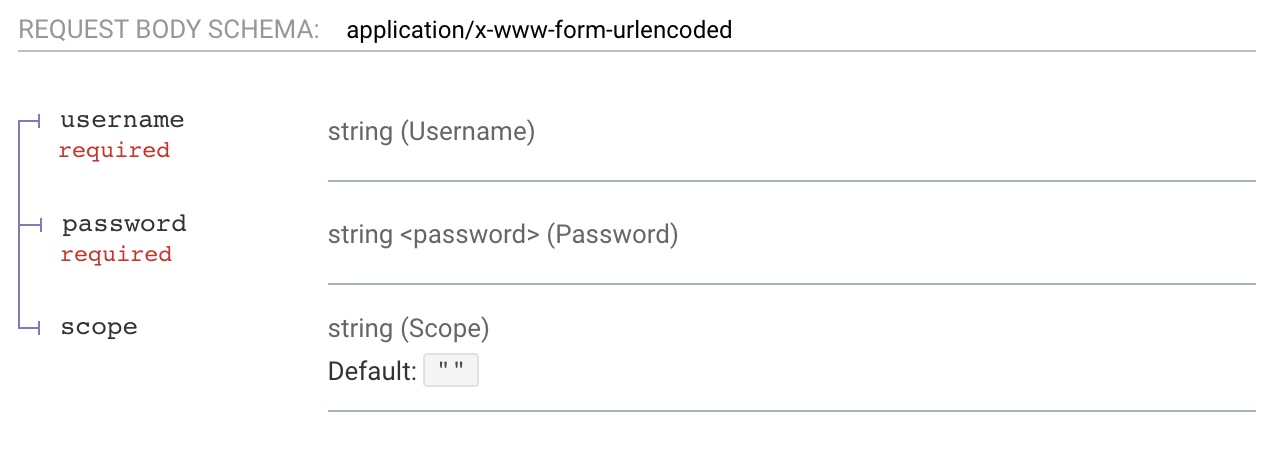 REQUEST BODY SCHEMA: application/x-www-form-urlencoded
username
required
string (Username)
password
required
string <password> (Password)
scope
string (Scope)
Default: ""